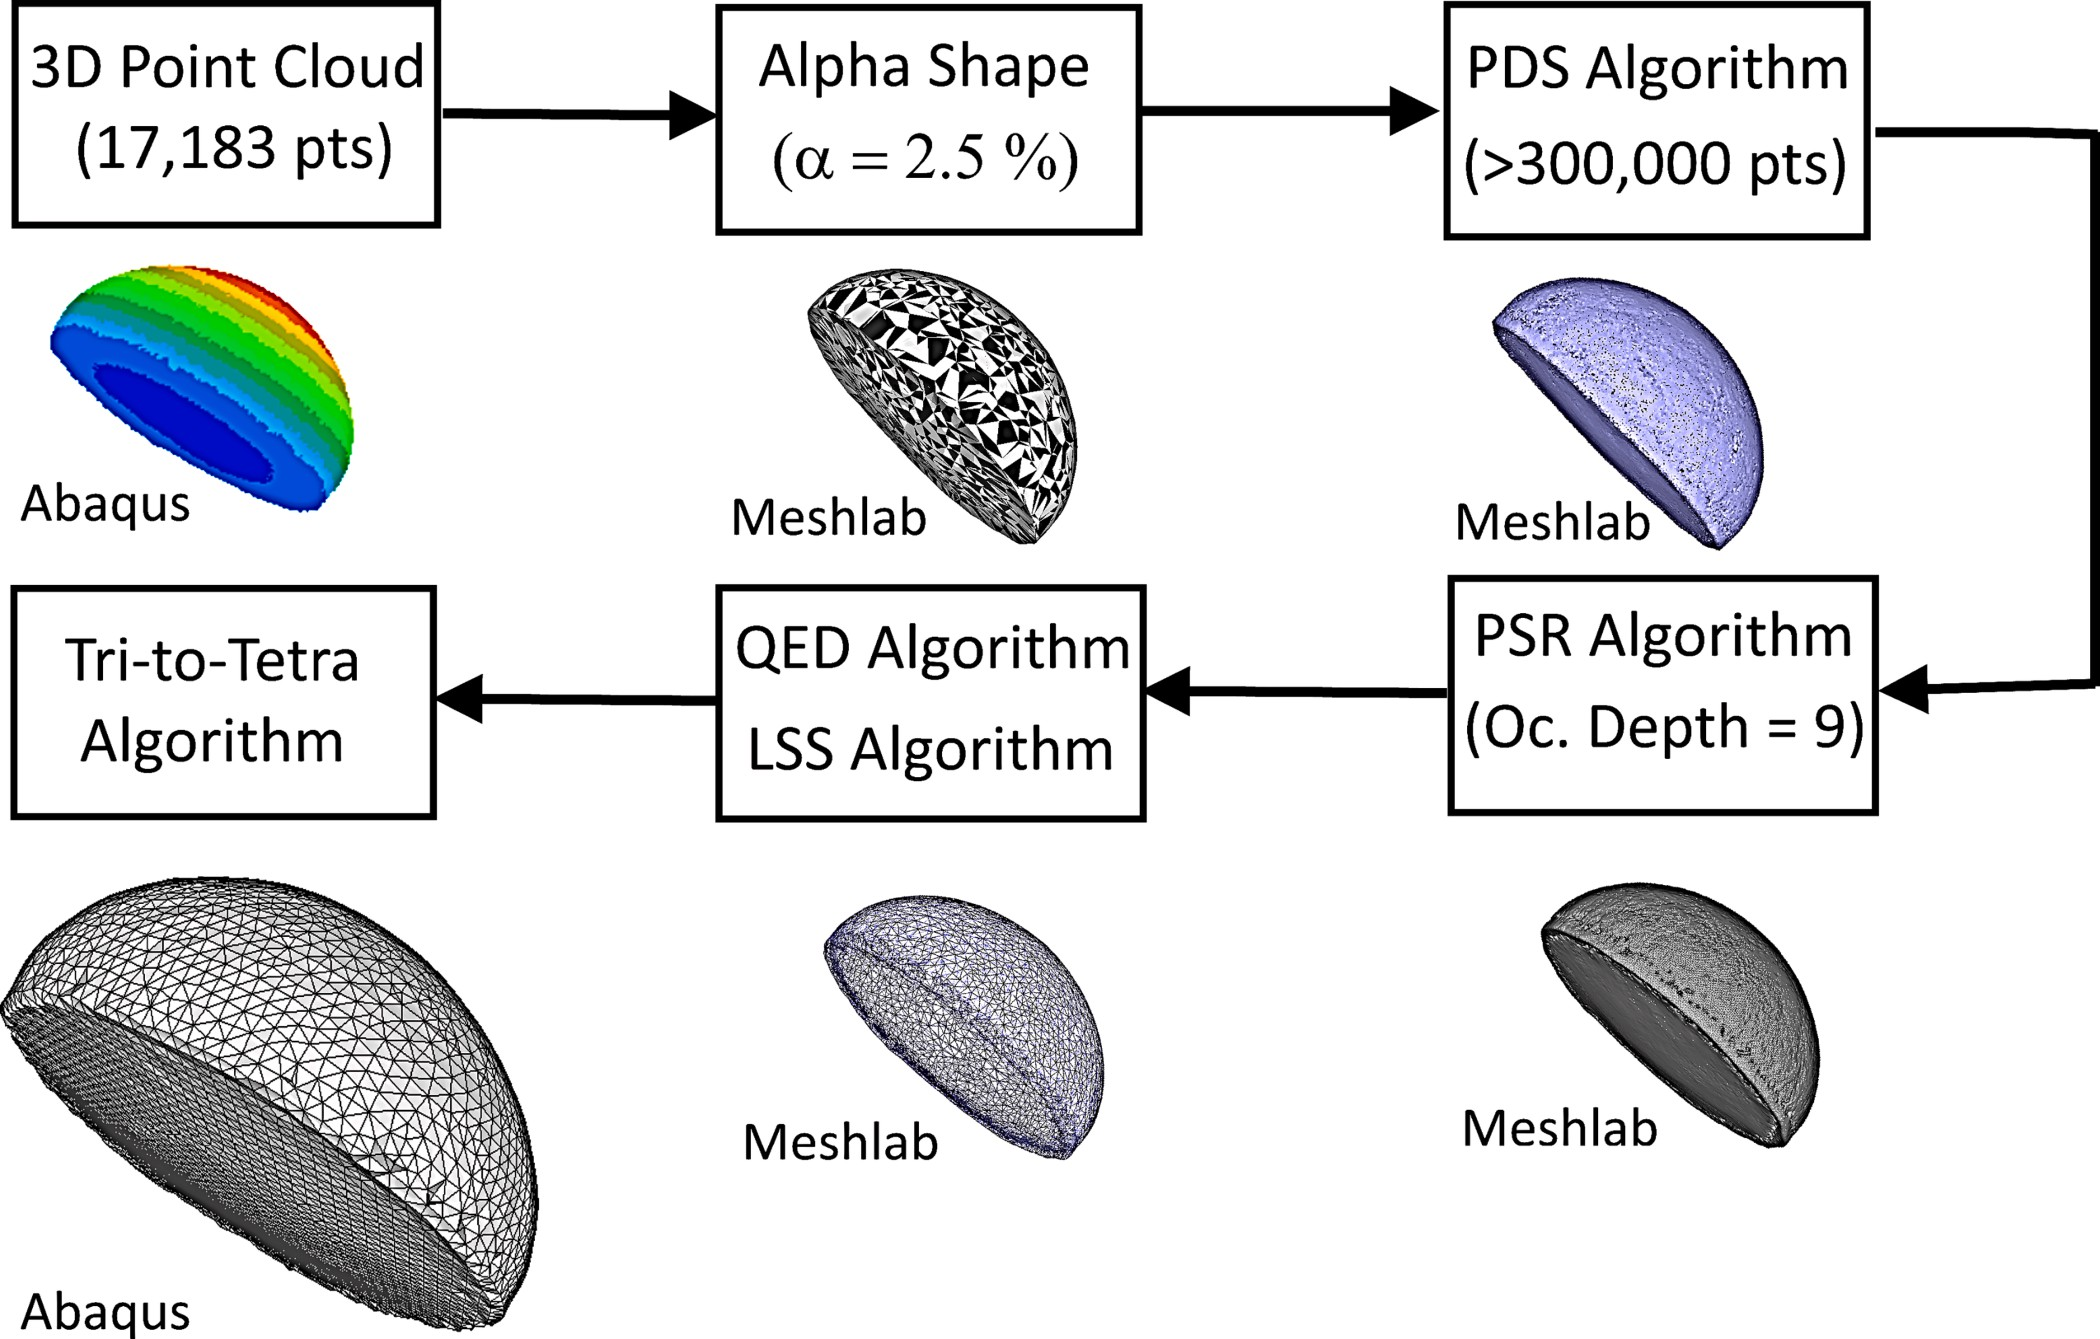 3D Point Cloud
(17,183 pts)
Alpha Shape
(α = 2.5 %)
PDS Algorithm
(>300,000 pts)
Abaqus
Meshlab
Meshlab
PSR Algorithm
(Oc. Depth = 9)
QED Algorithm
LSS Algorithm
Tri-to-Tetra
Algorithm
Meshlab
Meshlab
Abaqus